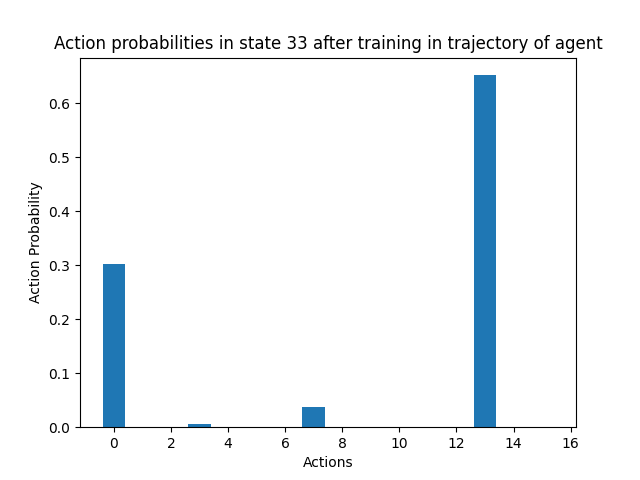 Action probabilities in state 33 after training in trajectory of agent
Action Probability
0.6
0.5
0.4
0.3
0.2
0.1
0.0
0 2 4 6 8 10 12 14 16
Actions